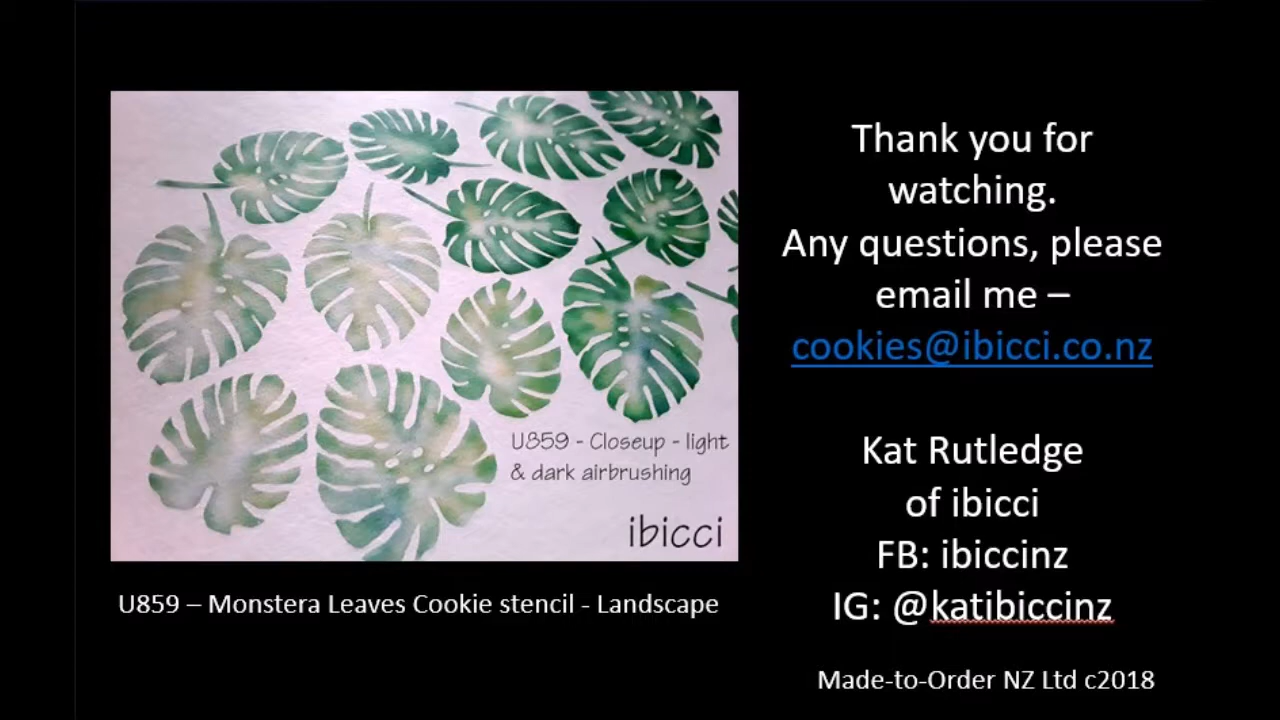 U859 - Closeup - light
& dark airbrushing
ibicci
U859 – Monstera Leaves Cookie stencil - Landscape
Thank you for
watching.
Any questions, please
email me –
cookies@ibicci.co.nz
Kat Rutledge
of ibicci
FB: ibiccinz
IG: @katibiccinz
Made-to-Order NZ Ltd c2018